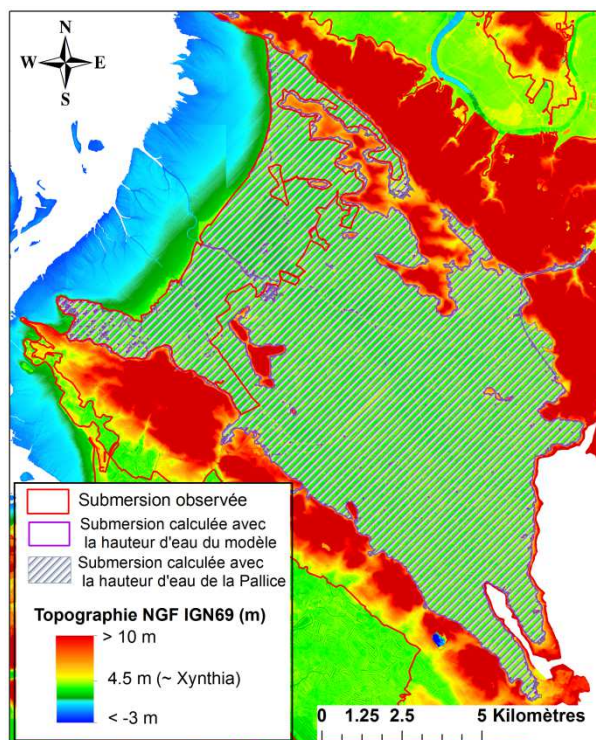 N
W E
S
Submersion observée
Submersion calculée avec
la hauteur d'eau du modèle
Submersion calculée avec
la hauteur d'eau de la Pallice
Topographie NGF IGN69 (m)
> 10 m
4.5 m (~ Xynthia)
< -3 m
0 1.25 2.5 5 Kilomètres